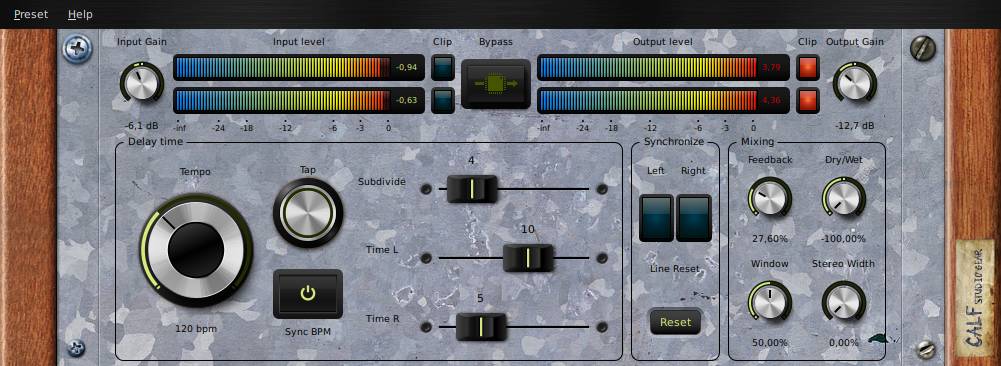 Preset Help
Input Gain Input level Clip Bypass Output level Clip Output Gain
-0,94 3,79
-0,63 4,36
-6,1 dB -inf -24 -18 -12 -6 -3 0 -inf -24 -18 -12 -6 -3 0 -12,7 dB
Delay time Synchronize Mixing
Tempo Tap Subdivide 4 Left Right Feedback Dry/Wet
27,60% -100,00%
Time L 10 Line Reset Window Stereo Width
120 bpm Sync BPM Time R 5 Reset 50,00% 0,00%
CALF STUDIO GEAR